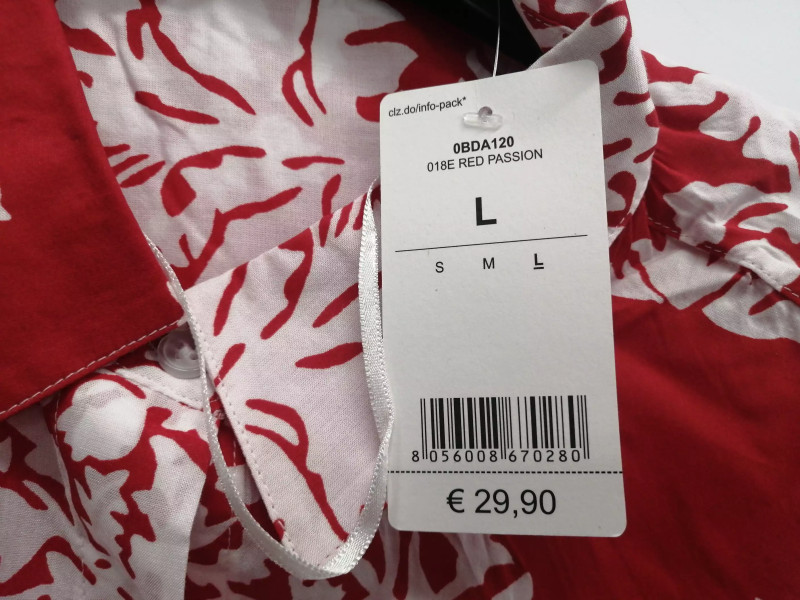 clz.do/info-pack*
0BDA120
018E RED PASSION
L
S M L
8 056008 670280
€ 29,90